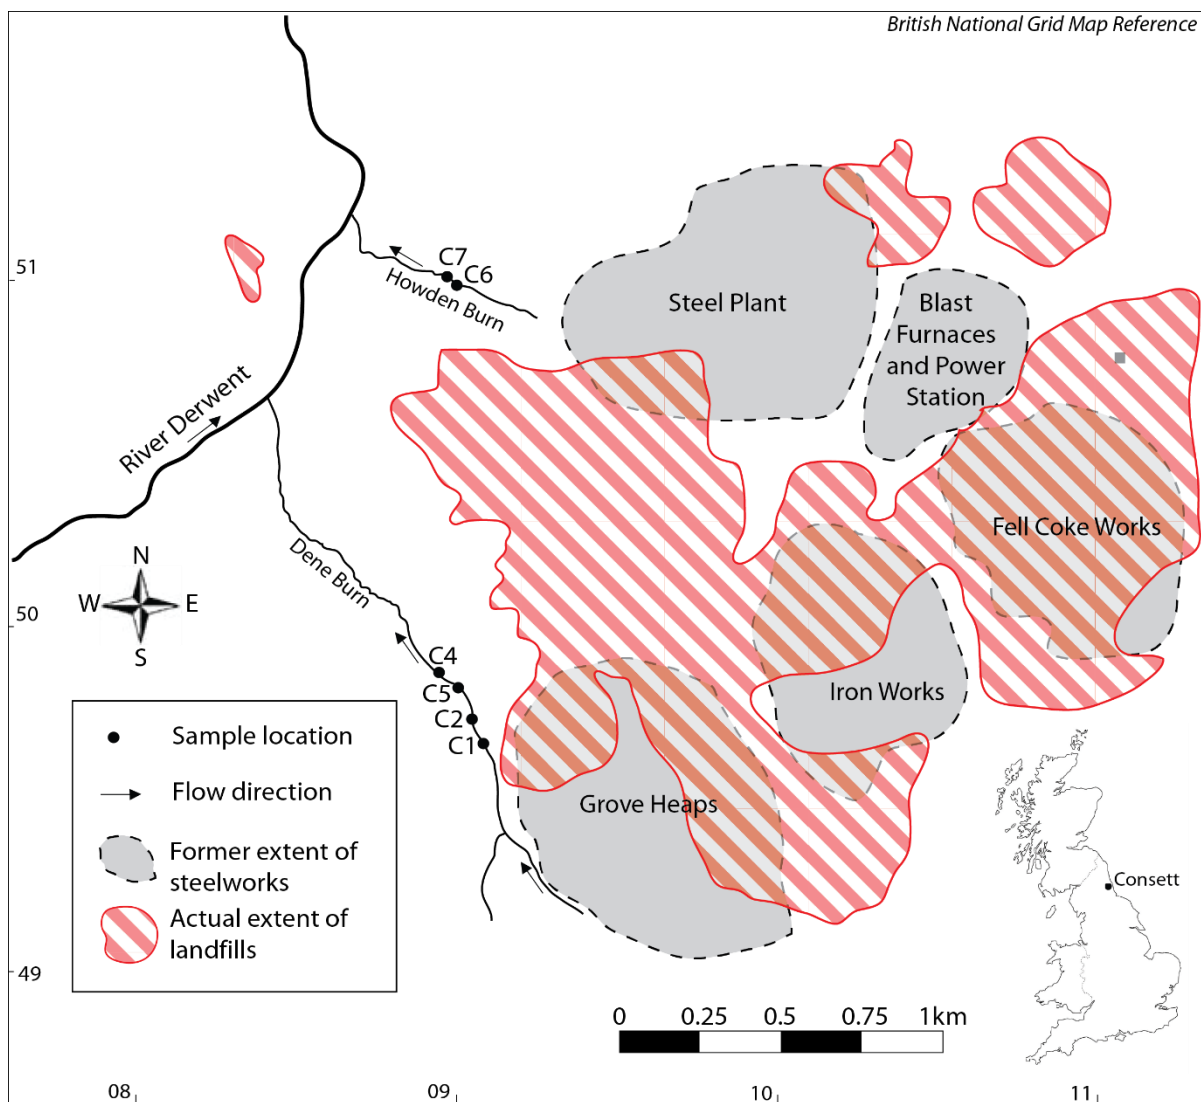 British National Grid Map Reference
51
C7
C6
Howden Burn
Steel Plant
Blast
Furnaces
and Power
Station
River Derwent
Fell Coke Works
Dene Burn
N
W
E
S
50
C4
C5
C2
C1
Iron Works
Grove Heaps
Sample location
Flow direction
Former extent of
steelworks
Actual extent of
landfills
Consett
49
0
0.25
0.5
0.75
1km
08
09
10
11